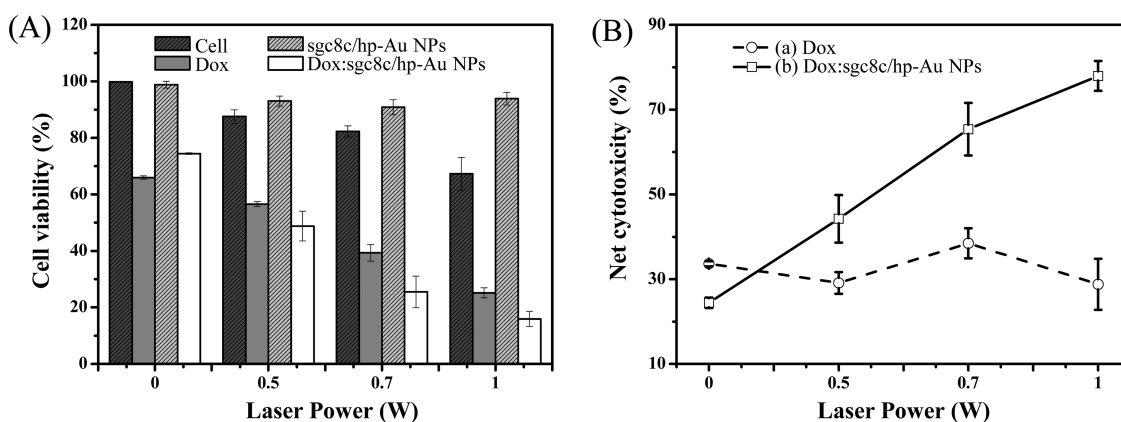 (A)
120
100
80
60
40
20
0
Cell viability (%)
Cell
sgc8c/hp-Au NPs
Dox
Dox:sgc8c/hp-Au NPs
0 0.5 0.7 1
Laser Power (W)
(B)
90
70
50
30
10
Net cytotoxicity (%)
(a) Dox
(b) Dox:sgc8c/hp-Au NPs
0 0.5 0.7 1
Laser Power (W)